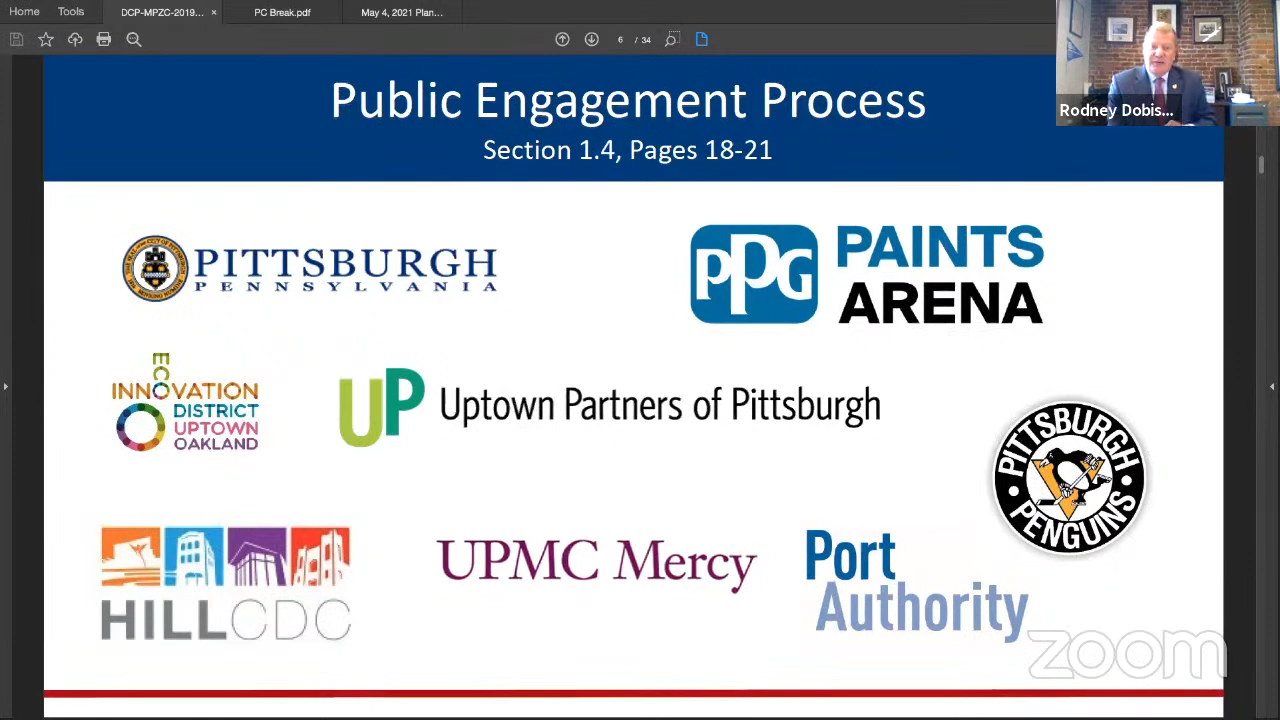 Home Tools DCP-MPZC-2019... × PC Break.pdf May 4, 2021 Plan...
6 / 34
Rodney Dobis...
Public Engagement Process
Section 1.4, Pages 18-21
PITTSBURGH
PENNSYLVANIA
PPG
PAINTS
ARENA
ECO
INNOVATION
DISTRICT
UPTOWN
OAKLAND
UP Uptown Partners of Pittsburgh
PITTSBURGH
PENGUINS
HILLCDC
UPMC Mercy
Port
Authority
zoom